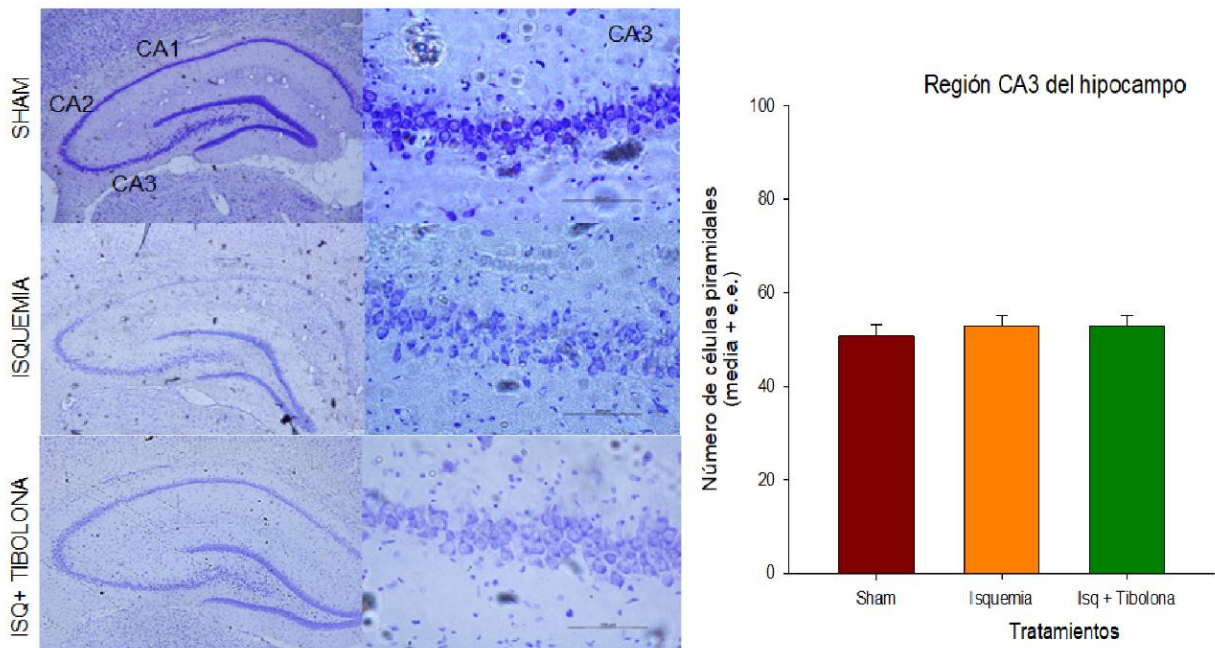 SHAM
CA1
CA2
CA3
CA3
ISQUEMIA
ISQ+ TIBOLONA
Región CA3 del hipocampo
Número de células piramidales
(media + e.e.)
100
80
60
40
20
0
Sham
Isquemia
Isq + Tibolona
Tratamientos